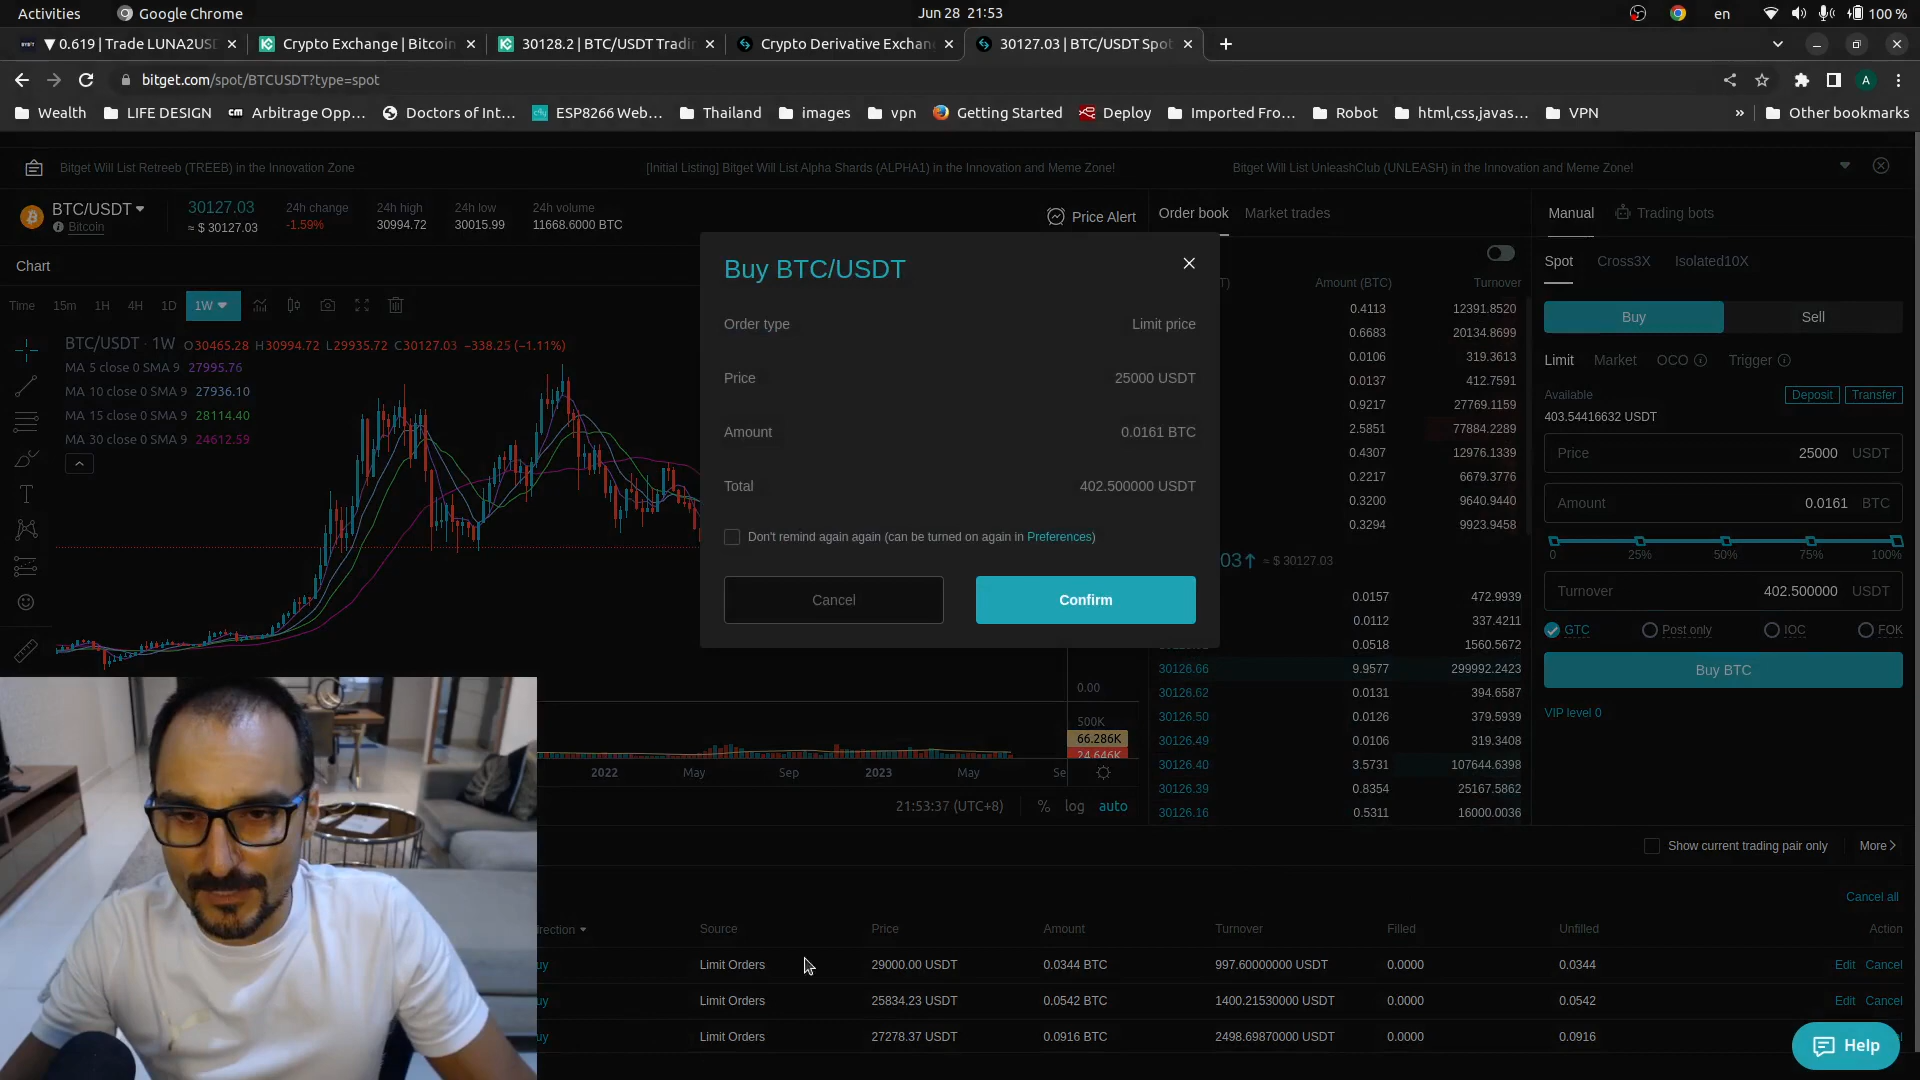 Activities
Google Chrome
Jun 28 21:53
en
100 %
▼ 0.619 | Trade LUNA2USD
Crypto Exchange | Bitcoin
30128.2 | BTC/USDT Tradin
Crypto Derivative Exchan
30127.03 | BTC/USDT Spot
bitget.com/spot/BTCUSDT?type=spot
A
Wealth
LIFE DESIGN
Arbitrage Opp...
Doctors of Int...
ESP8266 Web...
Thailand
images
vpn
Getting Started
Deploy
Imported Fro...
Robot
html,css,javas...
VPN
»
Other bookmarks
Bitget Will List Retreeb (TREEB) in the Innovation Zone
[Initial Listing] Bitget Will List Alpha Shards (ALPHA1) in the Innovation and Meme Zone!
Bitget Will List UnleashClub (UNLEASH) in the Innovation and Meme Zone!
BTC/USDT
Bitcoin
30127.03
≈ $ 30127.03
24h change
-1.59%
24h high
30994.72
24h low
30015.99
24h volume
11668.6000 BTC
Price Alert
Chart
Time 15m 1H 4H 1D 1W
BTC/USDT · 1W O30465.28 H30994.72 L29935.72 C30127.03 −338.25 (−1.11%)
MA 5 close 0 SMA 9 27995.76
MA 10 close 0 SMA 9 27936.10
MA 15 close 0 SMA 9 28114.40
MA 30 close 0 SMA 9 24612.59
Buy BTC/USDT
Order type Limit price
Price 25000 USDT
Amount 0.0161 BTC
Total 402.500000 USDT
Don't remind again again (can be turned on again in Preferences)
Cancel
Confirm
0.00
500K
66.286K
24.646K
2022 May Sep 2023 May Se
21:53:37 (UTC+8)
% log auto
Order book
Market trades
T) Amount (BTC) Turnover
0.4113 12391.8520
0.6683 20134.8699
0.0106 319.3613
0.0137 412.7591
0.9217 27769.1159
2.5851 77884.2289
0.4307 12976.1339
0.2217 6679.3776
0.3200 9640.9440
0.3294 9923.9458
03↑ ≈ $ 30127.03
0.0157 472.9939
0.0112 337.4211
0.0518 1560.5672
30128.66 9.9577 299992.2423
30128.62 0.0131 394.6587
30126.50 0.0126 379.5939
30126.49 0.0106 319.3408
30126.40 3.5731 107644.6398
30126.39 0.8354 25167.5862
30126.16 0.5311 16000.0036
Manual
Trading bots
Spot
Cross3X
Isolated10X
Buy
Sell
Limit
Market
OCO
Trigger
Available
Deposit
Transfer
403.54416632 USDT
Price 25000 USDT
Amount 0.0161 BTC
0 25% 50% 75% 100%
Turnover 402.500000 USDT
GTC
Post only
IOC
FOK
Buy BTC
VIP level 0
Show current trading pair only
More
Cancel all
rection Source Price Amount Turnover Filled Unfilled Action
uy Limit Orders 29000.00 USDT 0.0344 BTC 997.60000000 USDT 0.0000 0.0344 Edit Cancel
uy Limit Orders 25834.23 USDT 0.0542 BTC 1400.21530000 USDT 0.0000 0.0542 Edit Cancel
uy Limit Orders 27278.37 USDT 0.0916 BTC 2498.69870000 USDT 0.0000 0.0916
Help